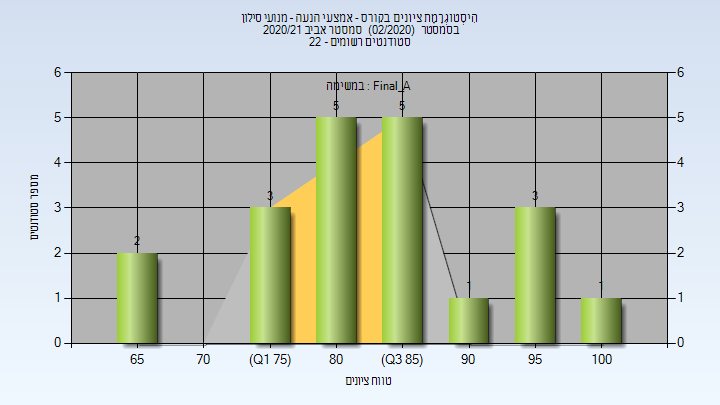 היסטוגרמת ציונים בקורס - אמצעי הנעה - מנועי סילון
בסמסטר (02/2020) סמסטר אביב 2020/21
סטודנטים רשומים - 22
במשימה : Final_A
מספר סטודנטים
6 6
5 5
4 4
3 3
2 2
1 1
0 0
2 3 5 5 1 3 1
65 70 (Q1 75) 80 (Q3 85) 90 95 100
טווח ציונים